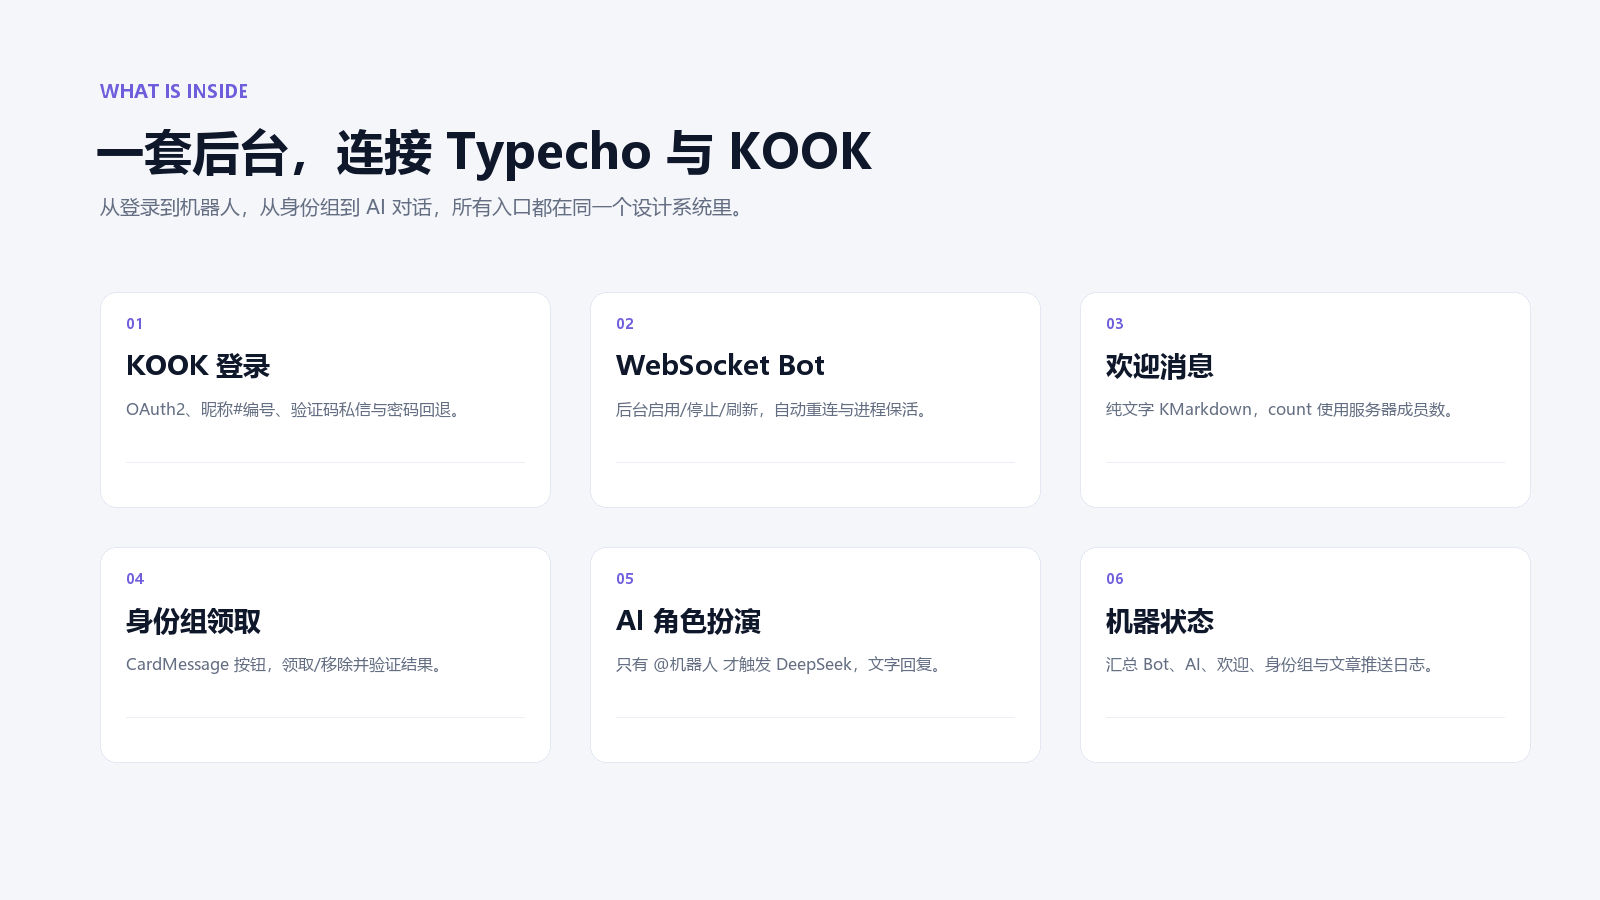 WHAT IS INSIDE
一套后台，连接 Typecho 与 KOOK
从登录到机器人，从身份组到 AI 对话，所有入口都在同一个设计系统里。
01
KOOK 登录
OAuth2、昵称#编号、验证码私信与密码回退。
02
WebSocket Bot
后台启用/停止/刷新，自动重连与进程保活。
03
欢迎消息
纯文字 KMarkdown，count 使用服务器成员数。
04
身份组领取
CardMessage 按钮，领取/移除并验证结果。
05
AI 角色扮演
只有 @机器人 才触发 DeepSeek，文字回复。
06
机器状态
汇总 Bot、AI、欢迎、身份组与文章推送日志。